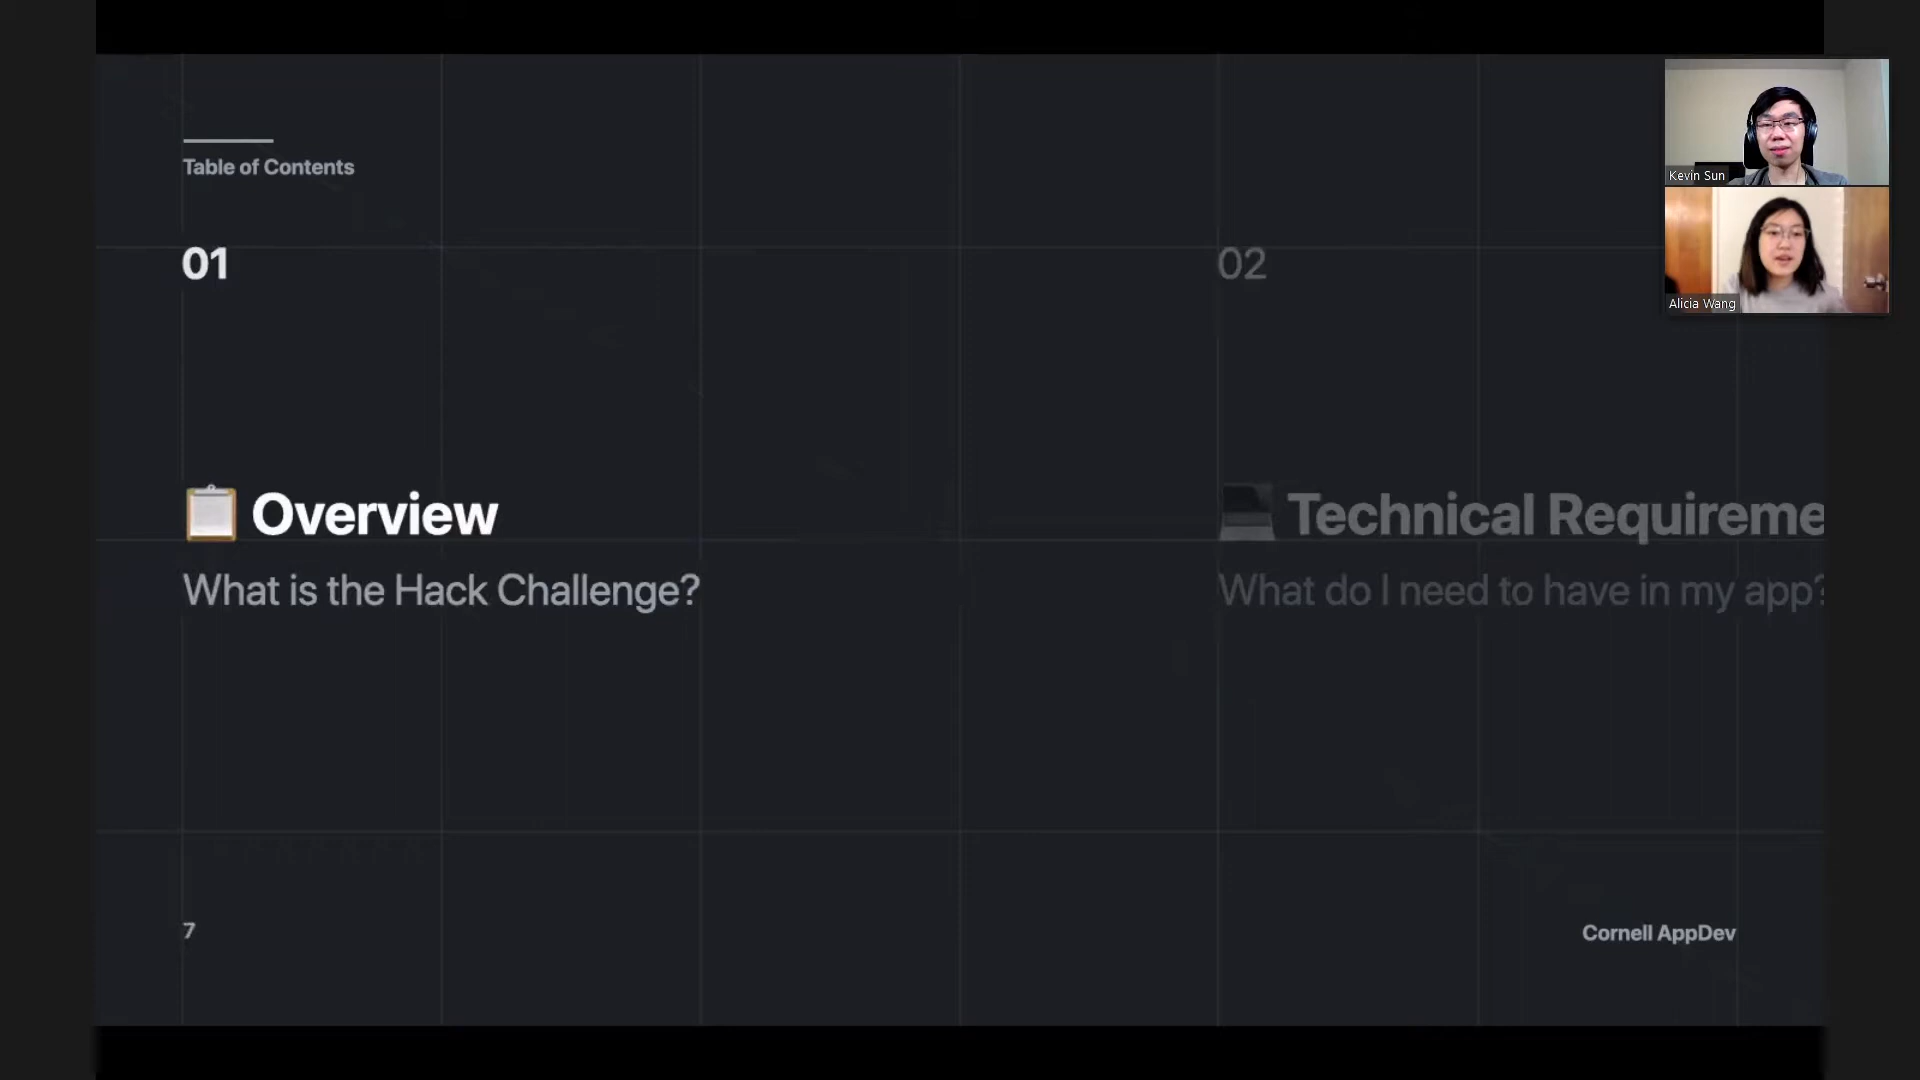 Table of Contents
01
Overview
What is the Hack Challenge?
02
Technical Requireme
What do I need to have in my app?
7
Cornell AppDev
Kevin Sun
Alicia Wang